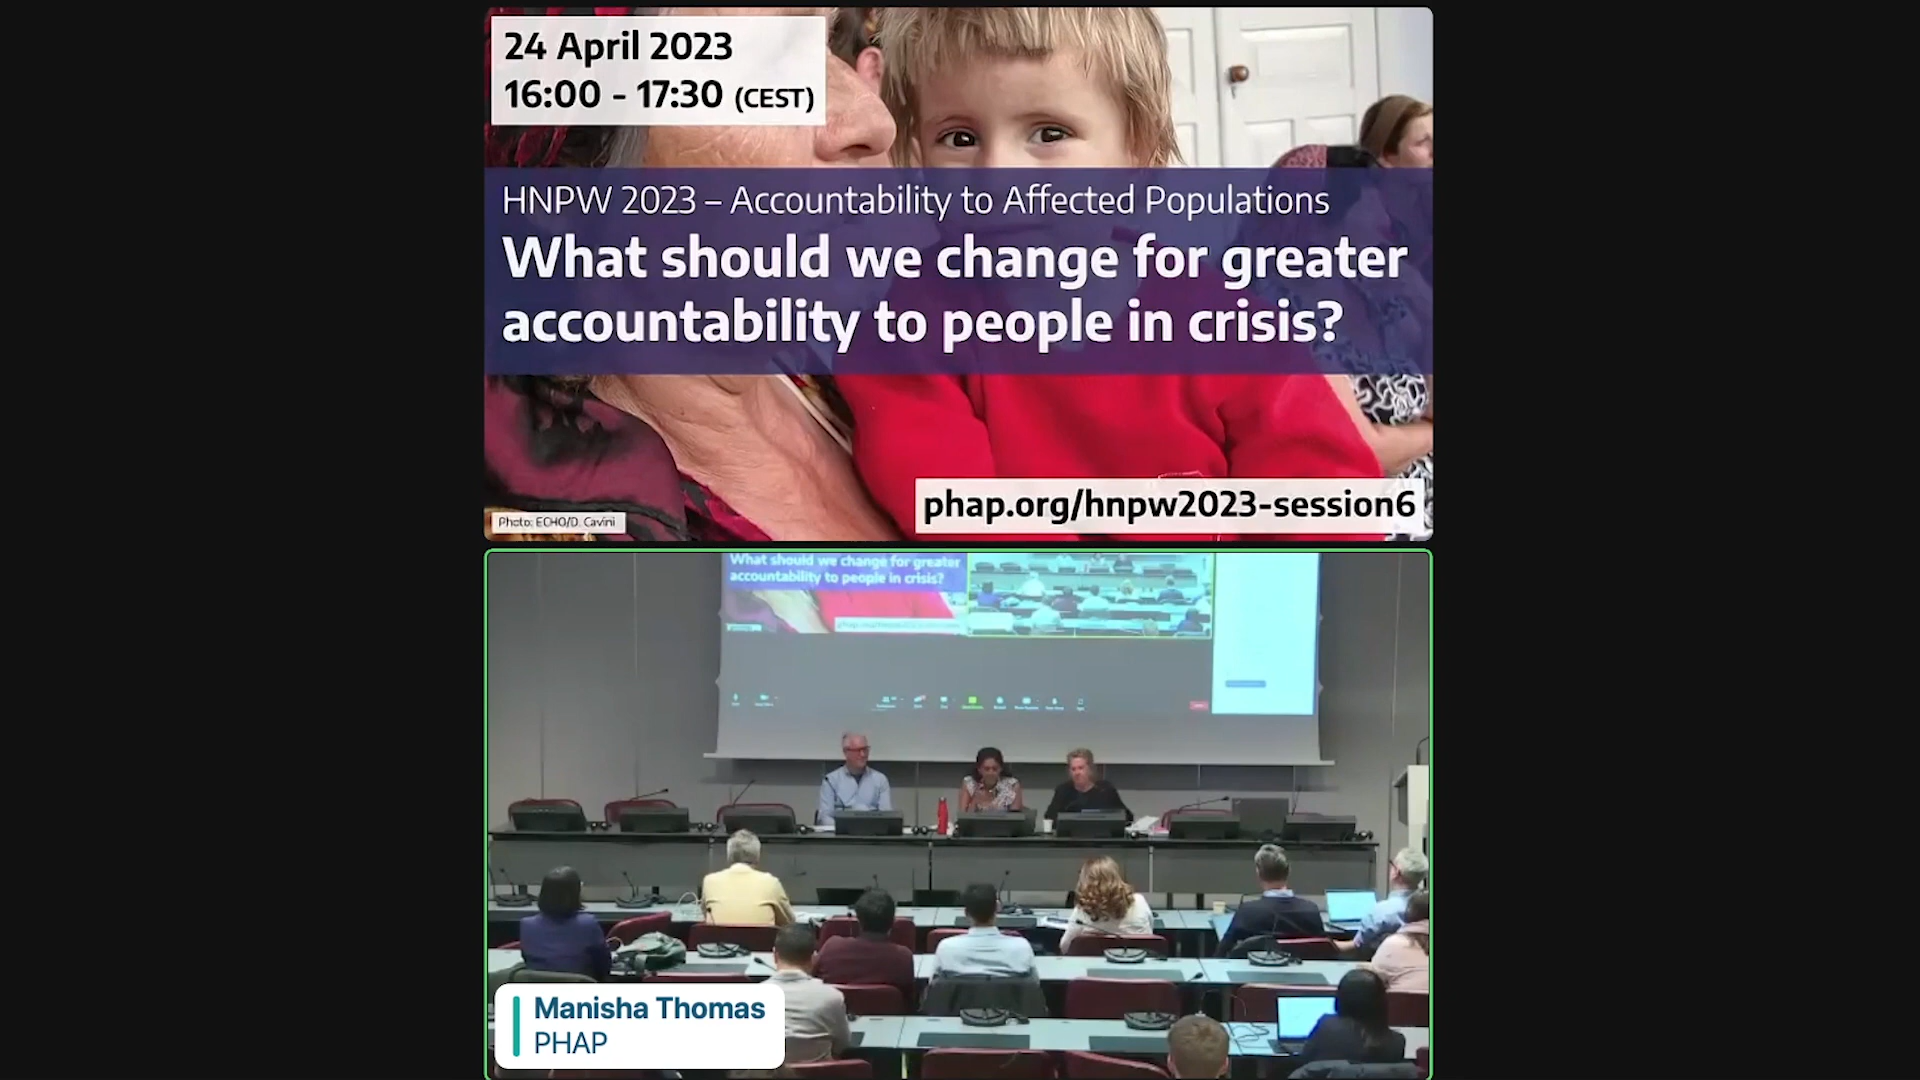 24 April 2023
16:00 - 17:30 (CEST)
HNPW 2023 – Accountability to Affected Populations
What should we change for greater
accountability to people in crisis?
phap.org/hnpw2023-session6
Photo: ECHO/D. Cavini
What should we change for greater
accountability to people in crisis?
Manisha Thomas
PHAP